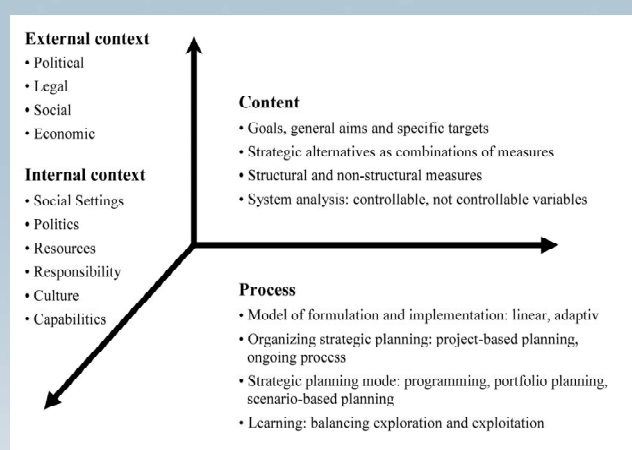 External context
• Political
• Legal
• Social
• Economic
Internal context
• Social Settings
• Politics
• Resources
• Responsibility
• Culture
• Capabilities
Content
• Goals, general aims and specific targets
• Strategic alternatives as combinations of measures
• Structural and non-structural measures
• System analysis: controllable, not controllable variables
Process
• Model of formulation and implementation: linear, adaptiv
• Organizing strategic planning: project-based planning,
ongoing process
• Strategic planning mode: programming, portfolio planning,
scenario-based planning
• Learning: balancing exploration and exploitation